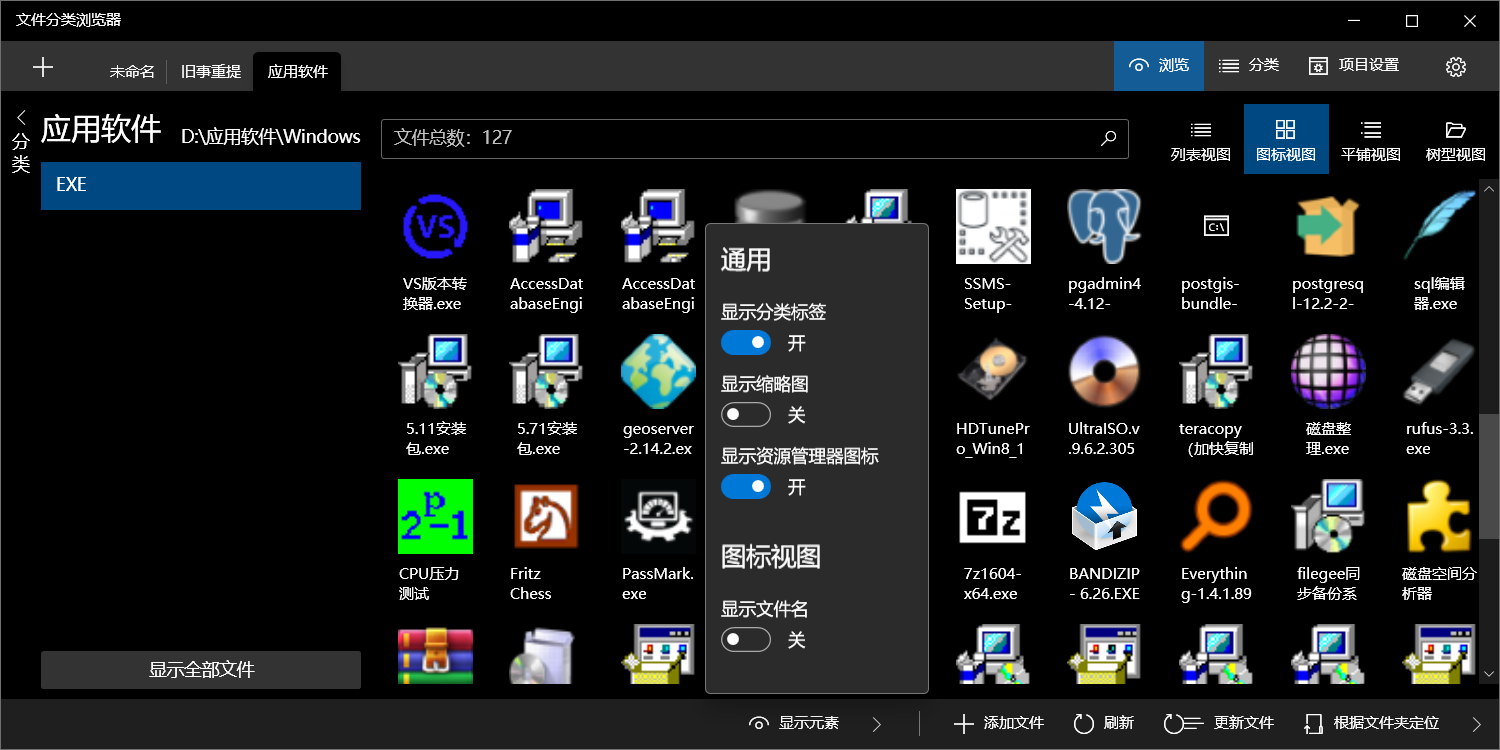 文件分类浏览器
未命名
旧事重提
应用软件
浏览
分类
项目设置
分类
应用软件
D:\应用软件\Windows
文件总数：127
列表视图
图标视图
平铺视图
树型视图
EXE
VS
VS版本转
换器.exe
AccessDat
abaseEngi
AccessDat
abaseEngi
SSMS-
Setup-
pgadmin4
-4.12-
C:\
postgis-
bundle-
postgresq
l-12.2-2-
sql编辑
器.exe
5.11安装
包.exe
5.71安装
包.exe
geoserver
-2.14.2.ex
HDTunePr
o_Win8_1
UltraISO.v
.9.6.2.305
teracopy
（加快复制
磁盘整
理.exe
rufus-3.3.
exe
2P-1
CPU压力
测试
Fritz
Chess
PassMark.
exe
7z
7z1604-
x64.exe
BANDIZIP
- 6.26.EXE
Everythin
g-1.4.1.89
filegee同
步备份系
磁盘空间分
析器
通用
显示分类标签
开
显示缩略图
关
显示资源管理器图标
开
图标视图
显示文件名
关
显示全部文件
显示元素
添加文件
刷新
更新文件
根据文件夹定位